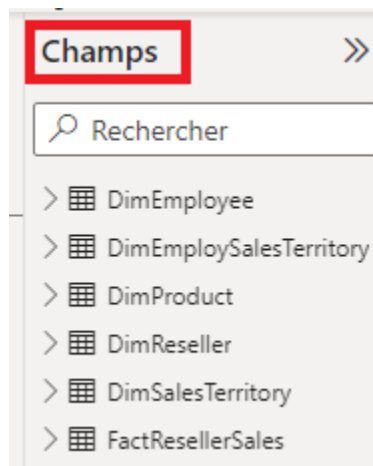 Champs
Rechercher
DimEmployee
DimEmploySalesTerritory
DimProduct
DimReseller
DimSalesTerritory
FactResellerSales